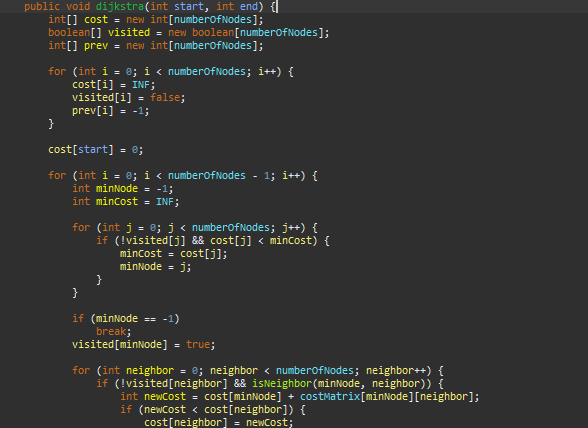 public void dijkstra(int start, int end) {
int[] cost = new int[numberOfNodes];
boolean[] visited = new boolean[numberOfNodes];
int[] prev = new int[numberOfNodes];
for (int i = 0; i < numberOfNodes; i++) {
cost[i] = INF;
visited[i] = false;
prev[i] = -1;
}
cost[start] = 0;
for (int i = 0; i < numberOfNodes - 1; i++) {
int minNode = -1;
int minCost = INF;
for (int j = 0; j < numberOfNodes; j++) {
if (!visited[j] && cost[j] < minCost) {
minCost = cost[j];
minNode = j;
}
}
if (minNode == -1)
break;
visited[minNode] = true;
for (int neighbor = 0; neighbor < numberOfNodes; neighbor++) {
if (!visited[neighbor] && isNeighbor(minNode, neighbor)) {
int newCost = cost[minNode] + costMatrix[minNode][neighbor];
if (newCost < cost[neighbor]) {
cost[neighbor] = newCost;